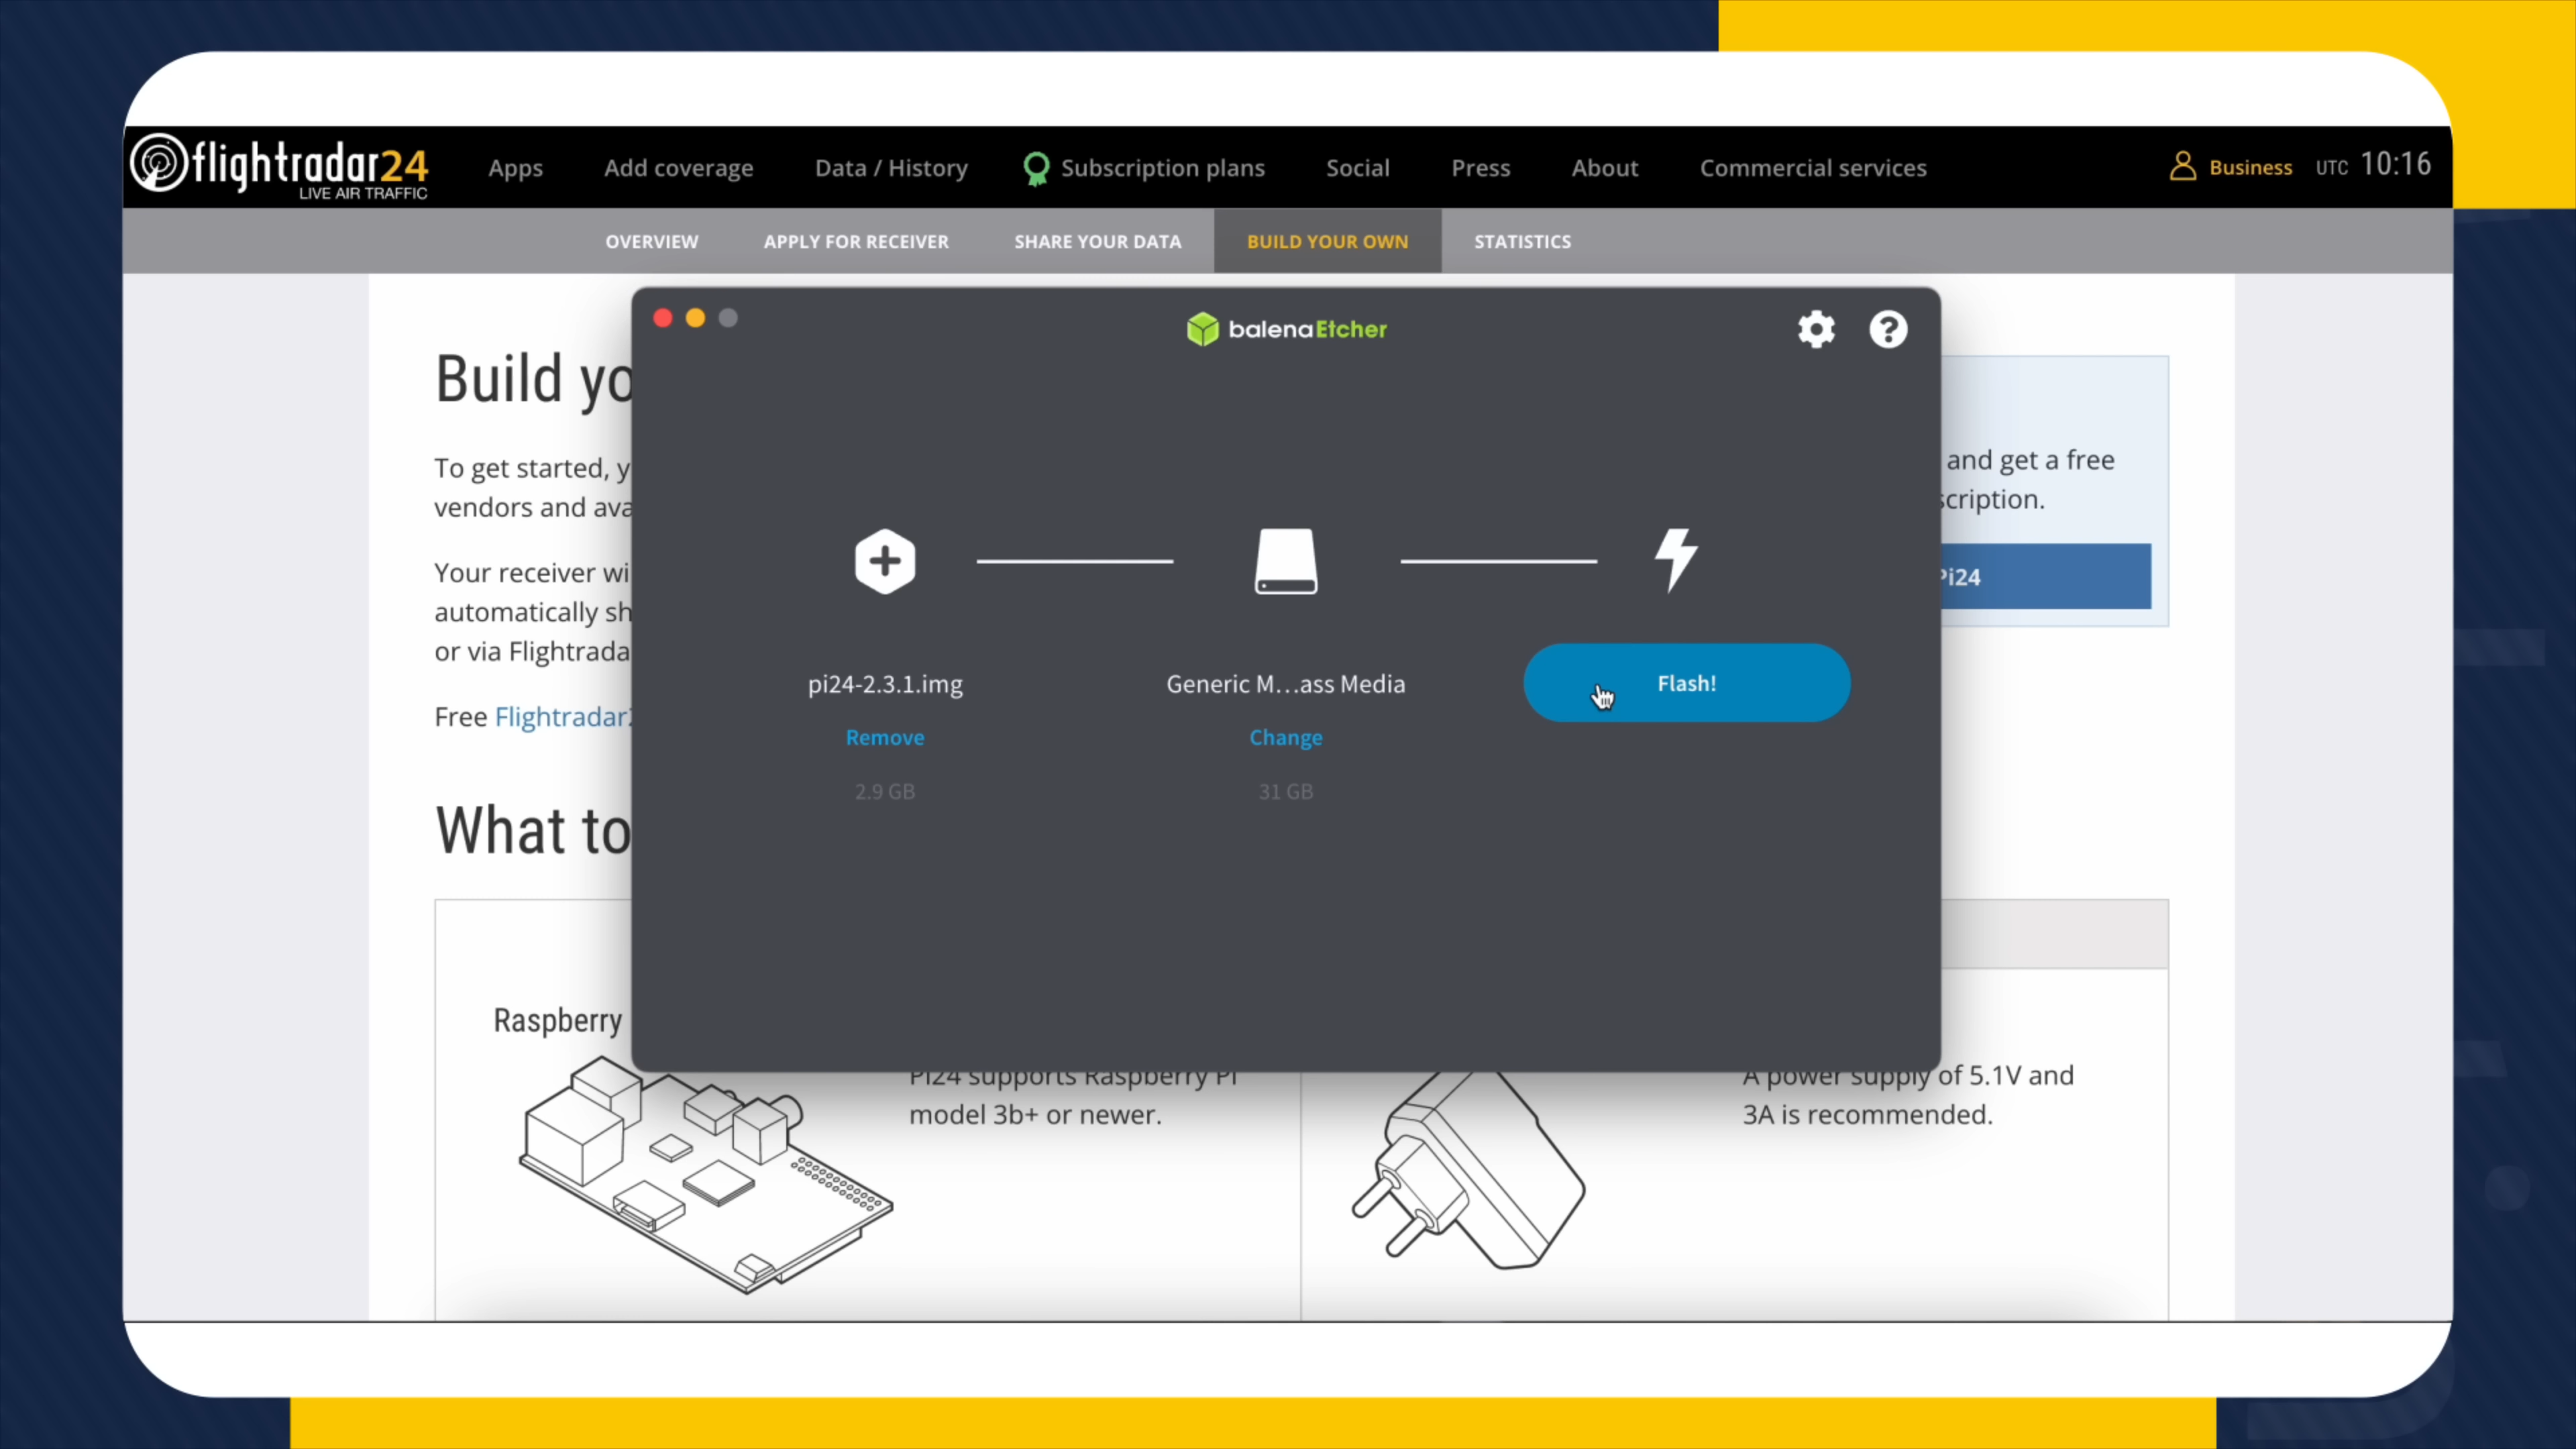 flightradar24
LIVE AIR TRAFFIC
Apps
Add coverage
Data / History
Subscription plans
Social
Press
About
Commercial services
Business
UTC 10:16
OVERVIEW
APPLY FOR RECEIVER
SHARE YOUR DATA
BUILD YOUR OWN
STATISTICS
balenaEtcher
Build yo
To get started, y
vendors and ava
Your receiver wi
automatically sh
or via Flightrada
Free Flightradar2
and get a free
scription.
Pi24
pi24-2.3.1.img
Remove
2.9 GB
Generic M...ass Media
Change
31 GB
Flash!
What to
Raspberry
Pi24 supports Raspberry Pi
model 3b+ or newer.
A power supply of 5.1V and
3A is recommended.